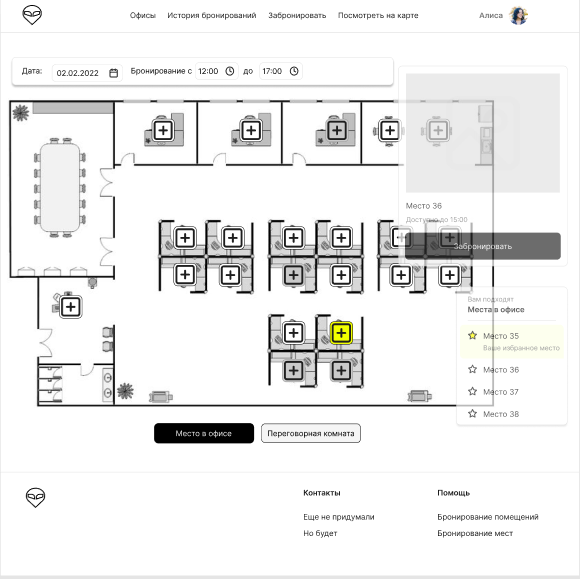 Офисы История бронирований Забронировать Посмотреть на карте Алиса
Дата: 02.02.2022 Бронирование с 12:00 до 17:00
Место 36
Доступно до 15:00
Забронировать
Вам подходят
Места в офисе
Место 35
Ваше избранное место
Место 36
Место 37
Место 38
Место в офисе Переговорная комната
Контакты Помощь
Еще не придумали Бронирование помещений
Но будет Бронирование мест